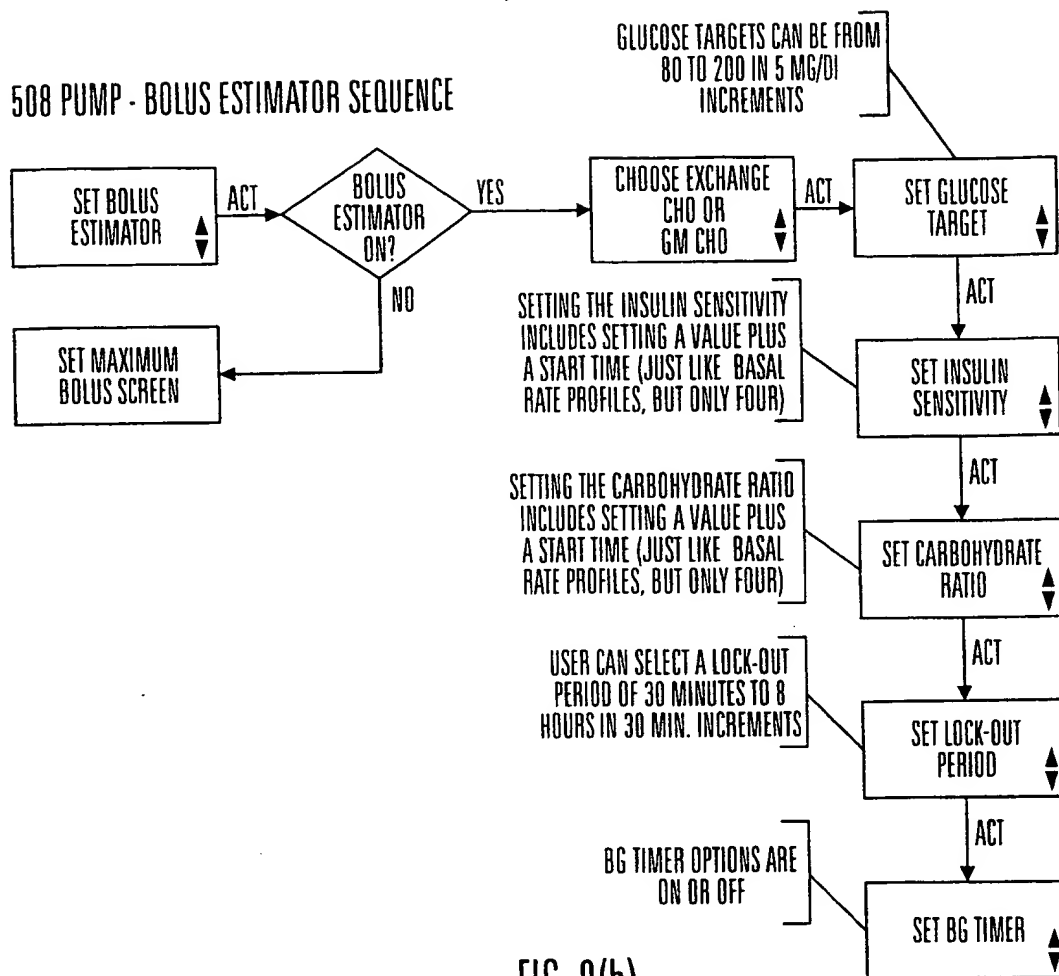 GLUCOSE TARGETS CAN BE FROM
80 TO 200 IN 5 MG/Dl
INCREMENTS
508 PUMP - BOLUS ESTIMATOR SEQUENCE
SET BOLUS
ESTIMATOR
ACT
BOLUS
ESTIMATOR
ON?
YES
CHOOSE EXCHANGE
CHO OR
GM CHO
ACT
SET GLUCOSE
TARGET
NO
ACT
SET MAXIMUM
BOLUS SCREEN
SETTING THE INSULIN SENSITIVITY
INCLUDES SETTING A VALUE PLUS
A START TIME (JUST LIKE BASAL
RATE PROFILES, BUT ONLY FOUR)
SET INSULIN
SENSITIVITY
ACT
SETTING THE CARBOHYDRATE RATIO
INCLUDES SETTING A VALUE PLUS
A START TIME (JUST LIKE BASAL
RATE PROFILES, BUT ONLY FOUR)
SET CARBOHYDRATE
RATIO
ACT
USER CAN SELECT A LOCK-OUT
PERIOD OF 30 MINUTES TO 8
HOURS IN 30 MIN. INCREMENTS
SET LOCK-OUT
PERIOD
ACT
BG TIMER OPTIONS ARE
ON OR OFF
SET BG TIMER
FIG. 9(b)